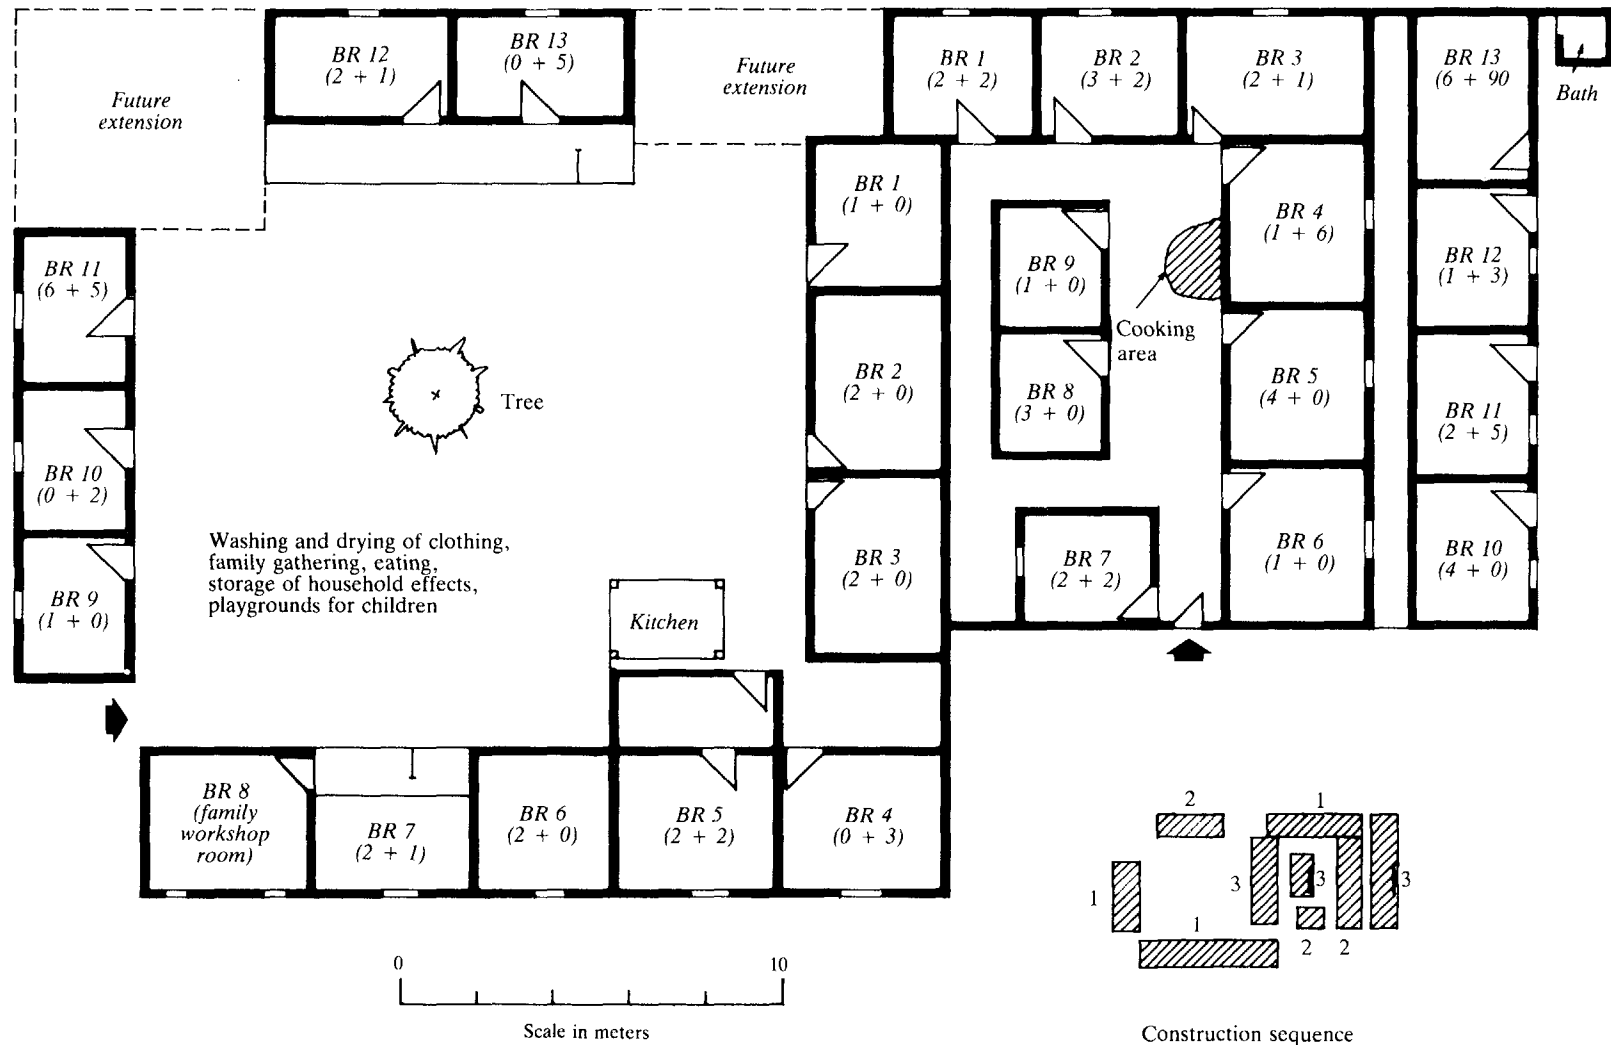 BR 12
(2 + 1)
BR 13
(0 + 5)
Future
extension
Future
extension
BR 1
(2 + 2)
BR 2
(3 + 2)
BR 3
(2 + 1)
BR 13
(6 + 90
Bath
BR 1
(1 + 0)
BR 4
(1 + 6)
BR 11
(6 + 5)
BR 9
(1 + 0)
BR 12
(1 + 3)
Cooking
area
BR 2
(2 + 0)
BR 8
(3 + 0)
BR 5
(4 + 0)
BR 11
(2 + 5)
Tree
BR 10
(0 + 2)
Washing and drying of clothing,
family gathering, eating,
storage of household effects,
playgrounds for children
BR 3
(2 + 0)
BR 7
(2 + 2)
BR 6
(1 + 0)
BR 10
(4 + 0)
BR 9
(1 + 0)
Kitchen
BR 8
(family
workshop
room)
BR 7
(2 + 1)
BR 6
(2 + 0)
BR 5
(2 + 2)
BR 4
(0 + 3)
2
1
1
3
3
3
1
2
2
0
10
Scale in meters
Construction sequence